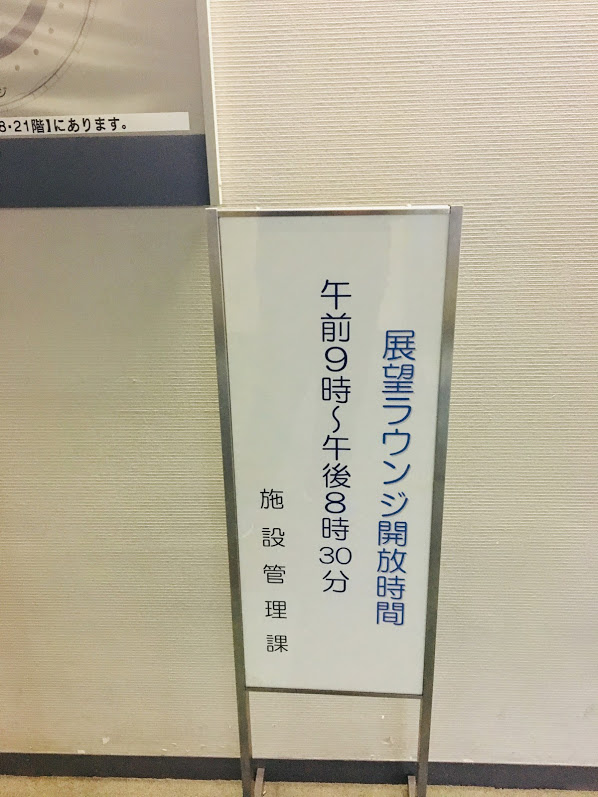 8・21階】にあります。
展望ラウンジ開放時間
午前9時～午後8時30分
施設管理課